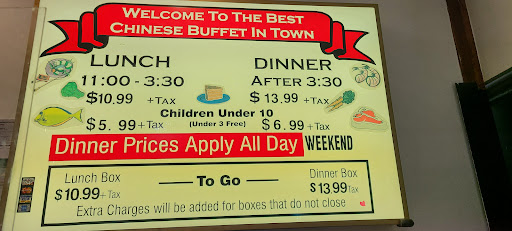 WELCOME TO THE BEST
CHINESE BUFFET IN TOWN
LUNCH DINNER
11:00 - 3:30 AFTER 3:30
$10.99 +TAX $13.99 +TAX
Children Under 10
$5.99+Tax (Under 3 Free) $6.99+Tax
Dinner Prices Apply All Day WEEKEND
Lunch Box To Go Dinner Box
$10.99+Tax $13.99Tax
Extra Charges will be added for boxes that do not close